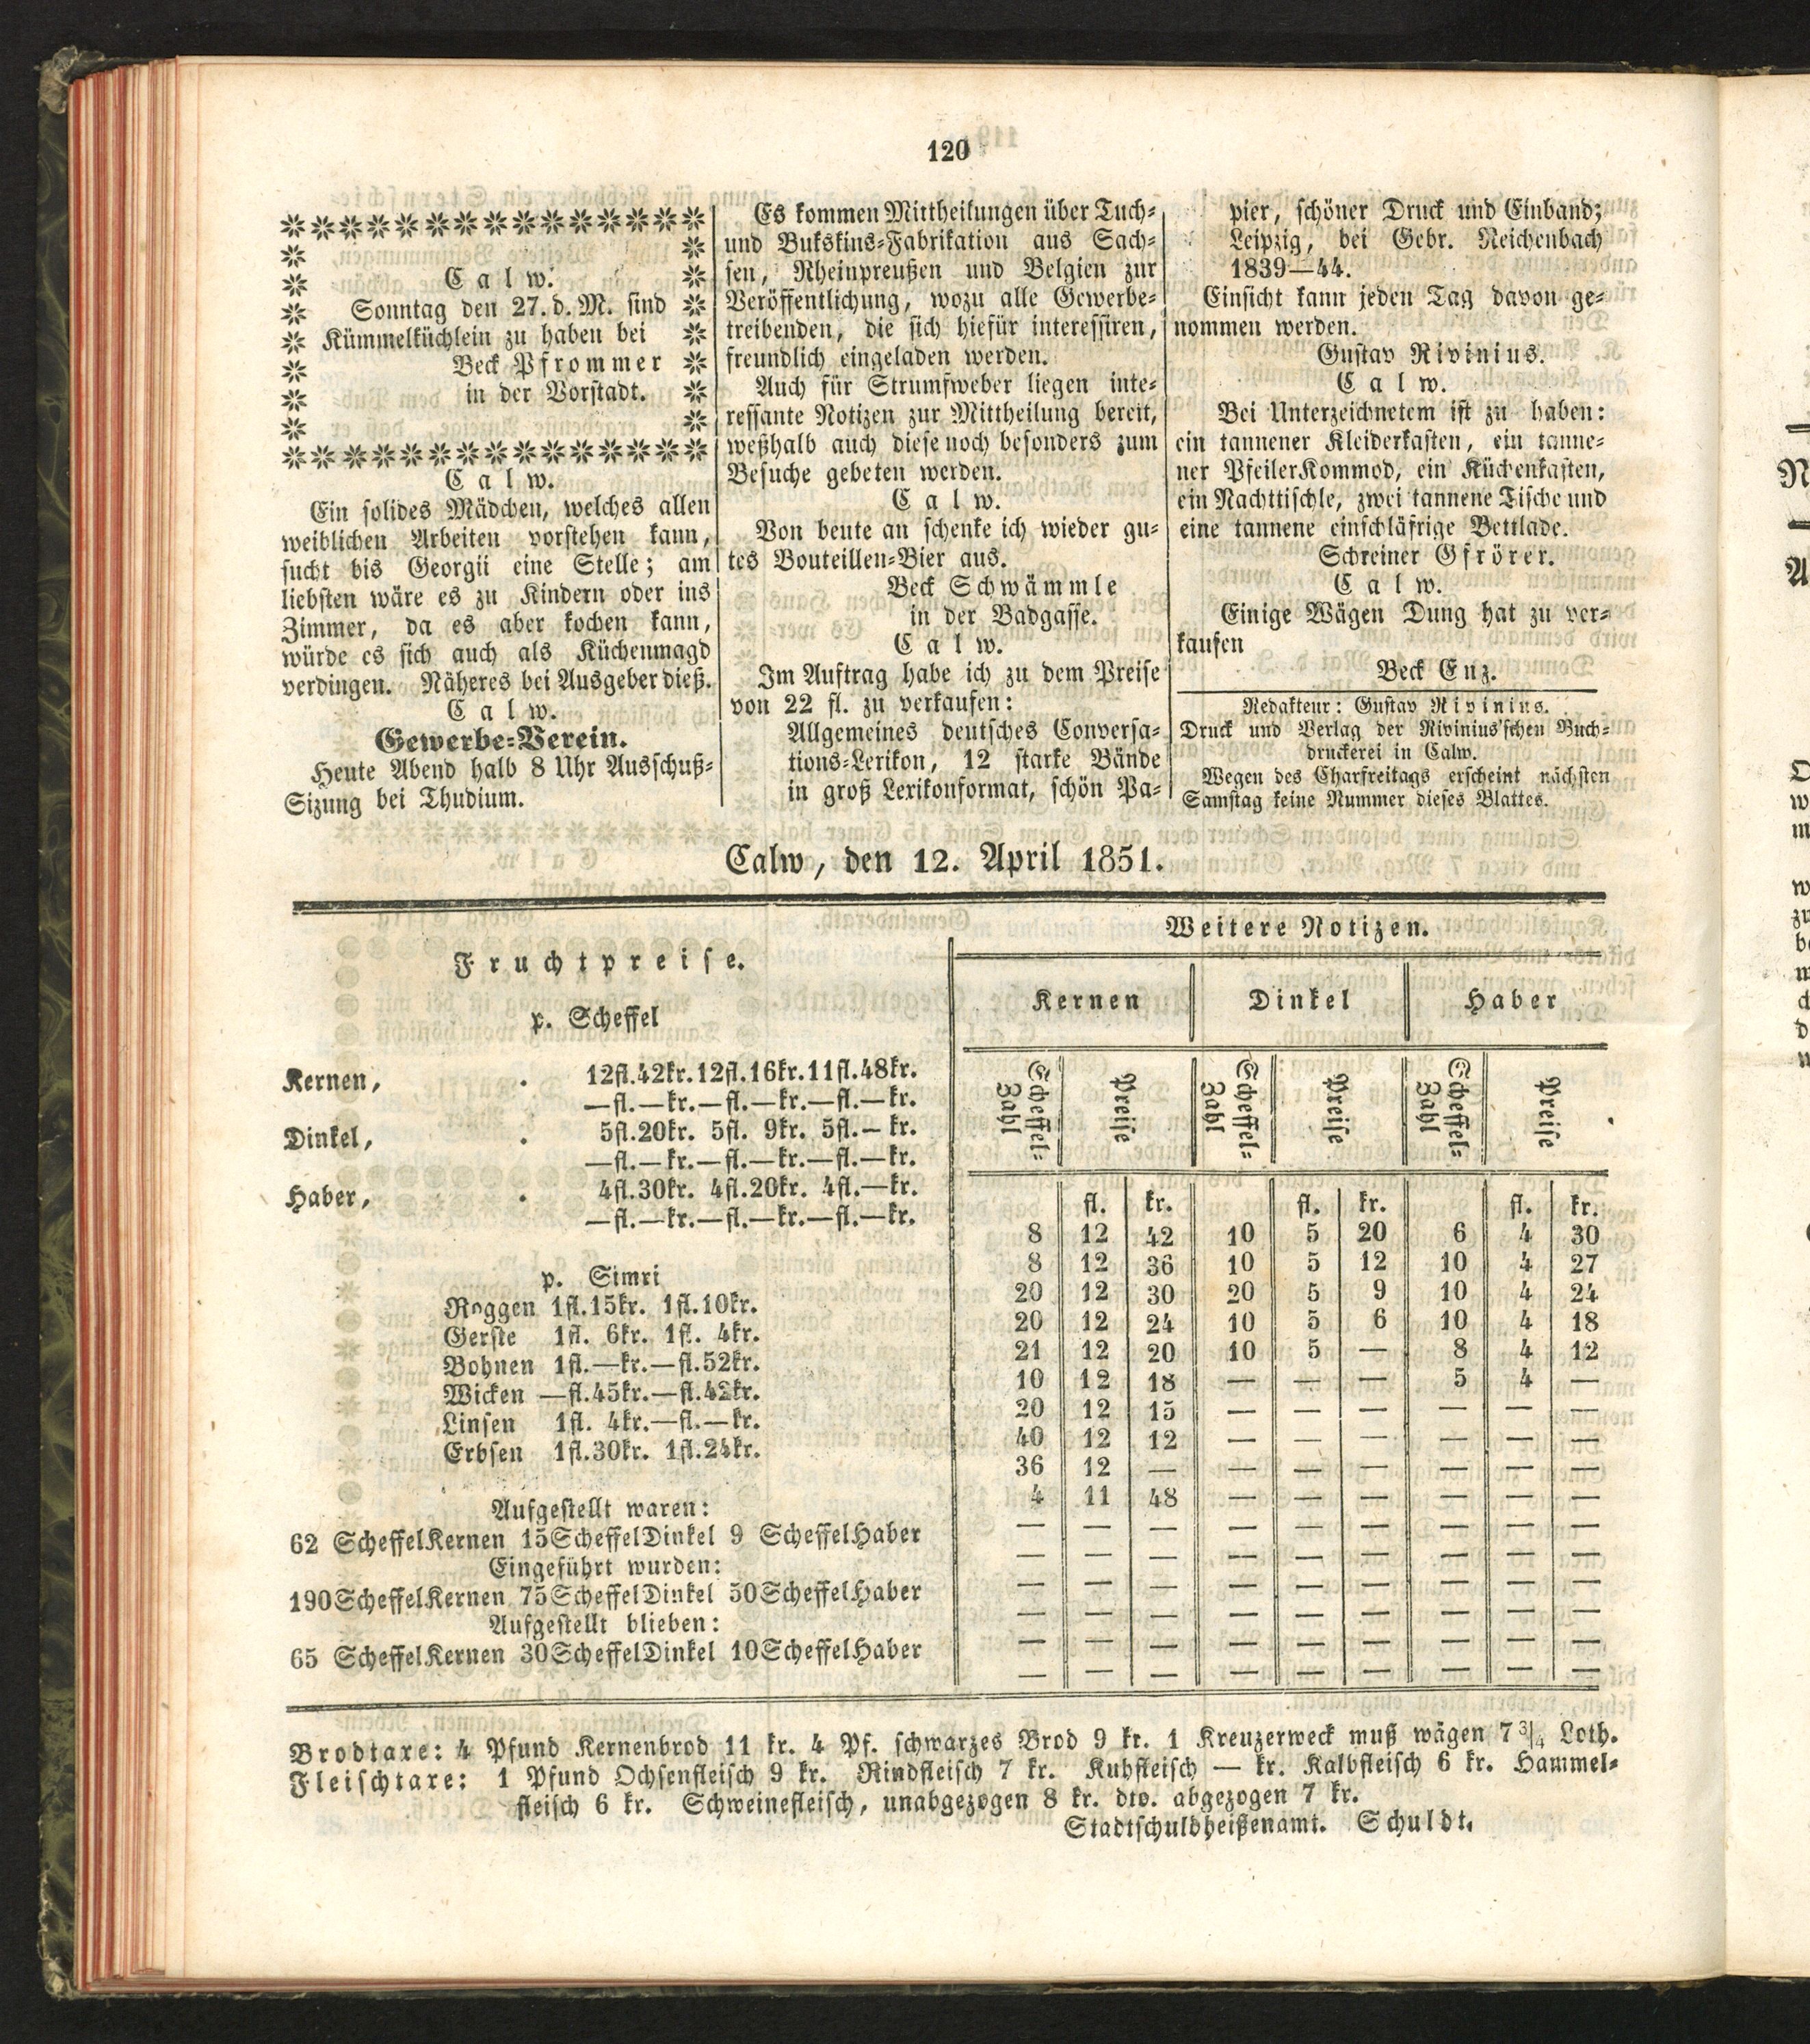 120
Calw.
Sonntag den 27. d. M. sind
Kümmelküchlein zu haben bei
Beck Pfrommer
in der Vorstadt.
Calw.
Ein solides Mädchen, welches allen
weiblichen Arbeiten vorstehen kann,
sucht bis Georgii eine Stelle; am
liebsten wäre es zu Kindern oder ins
Zimmer, da es aber kochen kann,
würde es sich auch als Küchenmagd
verdingen. Näheres bei Ausgeber dieß.
Calw.
Gewerbe-Verein.
Heute Abend halb 8 Uhr Ausschuß-
Sizung bei Thudium.
Es kommen Mittheilungen über Tuch-
und Bukskins-Fabrikation aus Sach-
sen, Rheinpreußen und Belgien zur
Veröffentlichung, wozu alle Gewerbe-
treibenden, die sich hiefür interessiren,
freundlich eingeladen werden.
Auch für Strumfweber liegen inte-
ressante Notizen zur Mittheilung bereit,
weßhalb auch diese noch besonders zum
Besuche gebeten werden.
Calw.
Von heute an schenke ich wieder gu-
tes Bouteillen-Bier aus.
Beck Schwämmle
in der Badgasse.
Calw.
Im Auftrag habe ich zu dem Preise
von 22 fl. zu verkaufen:
Allgemeines deutsches Conversa-
tions-Lexikon, 12 starke Bände
in groß Lexikonformat, schön Pa-
pier, schöner Druck und Einband;
Leipzig, bei Gebr. Reichenbach
1839—44.
Einsicht kann jeden Tag davon ge-
nommen werden.
Gustav Rivinius.
Calw.
Bei Unterzeichnetem ist zu haben:
ein tannener Kleiderkasten, ein tanne-
ner PfeilerKommod, ein Küchenkasten,
ein Nachttischle, zwei tannene Tische und
eine tannene einschläfrige Bettlade.
Schreiner Gfrörer.
Calw.
Einige Wägen Dung hat zu ver-
kaufen
Beck Enz.
Redakteur: Gustav Rivinius.
Druck und Verlag der Rivinius'schen Buch-
druckerei in Calw.
Wegen des Charfreitags erscheint nächsten
Samstag keine Nummer dieses Blattes.
Calw, den 12. April 1851.
Fruchtpreise.
p. Scheffel
Kernen, . 12fl.42kr.12fl.16kr.11fl.48kr.
—fl.—kr.—fl.—kr.—fl.—kr.
Dinkel, . 5fl.20kr. 5fl. 9kr. 5fl.—kr.
—fl.—kr.—fl.—kr.—fl.—kr.
Haber, . 4fl.30kr. 4fl.20kr. 4fl.—kr.
—fl.—kr.—fl.—kr.—fl.—kr.
p. Simri
Roggen 1fl.15kr. 1fl.10kr.
Gerste 1fl. 6kr. 1fl. 4kr.
Bohnen 1fl.—kr.—fl.52kr.
Wicken —fl.45kr.—fl.42kr.
Linsen 1fl. 4kr.—fl.—kr.
Erbsen 1fl.30kr. 1fl.24kr.
Aufgestellt waren:
62 Scheffel Kernen 15 Scheffel Dinkel 9 Scheffel Haber
Eingeführt wurden:
190 Scheffel Kernen 75 Scheffel Dinkel 50 Scheffel Haber
Aufgestellt blieben:
65 Scheffel Kernen 30 Scheffel Dinkel 10 Scheffel Haber
Weitere Notizen.
Kernen Dinkel Haber
Scheffel-Zahl Preise Scheffel-Zahl Preise Scheffel-Zahl Preise
fl. kr. fl. kr. fl. kr.
8 12 42 10 5 20 6 4 30
8 12 36 10 5 12 10 4 27
20 12 30 20 5 9 10 4 24
20 12 24 10 5 6 10 4 18
21 12 20 10 5 — 8 4 12
10 12 18 — — — 5 4 —
20 12 15 — — — — — —
40 12 12 — — — — — —
36 12 — — — — — — —
4 11 48 — — — — — —
— — — — — — — — —
— — — — — — — — —
— — — — — — — — —
— — — — — — — — —
— — — — — — — — —
— — — — — — — — —
Brodtaxe: 4 Pfund Kernenbrod 11 kr. 4 Pf. schwarzes Brod 9 kr. 1 Kreuzerweck muß wägen 7 3/4 Loth.
Fleischtaxe: 1 Pfund Ochsenfleisch 9 kr. Rindfleisch 7 kr. Kuhfleisch — kr. Kalbfleisch 6 kr. Hammel-
fleisch 6 kr. Schweinefleisch, unabgezogen 8 kr. dto. abgezogen 7 kr.
Stadtschuldheißenamt. Schuldt.